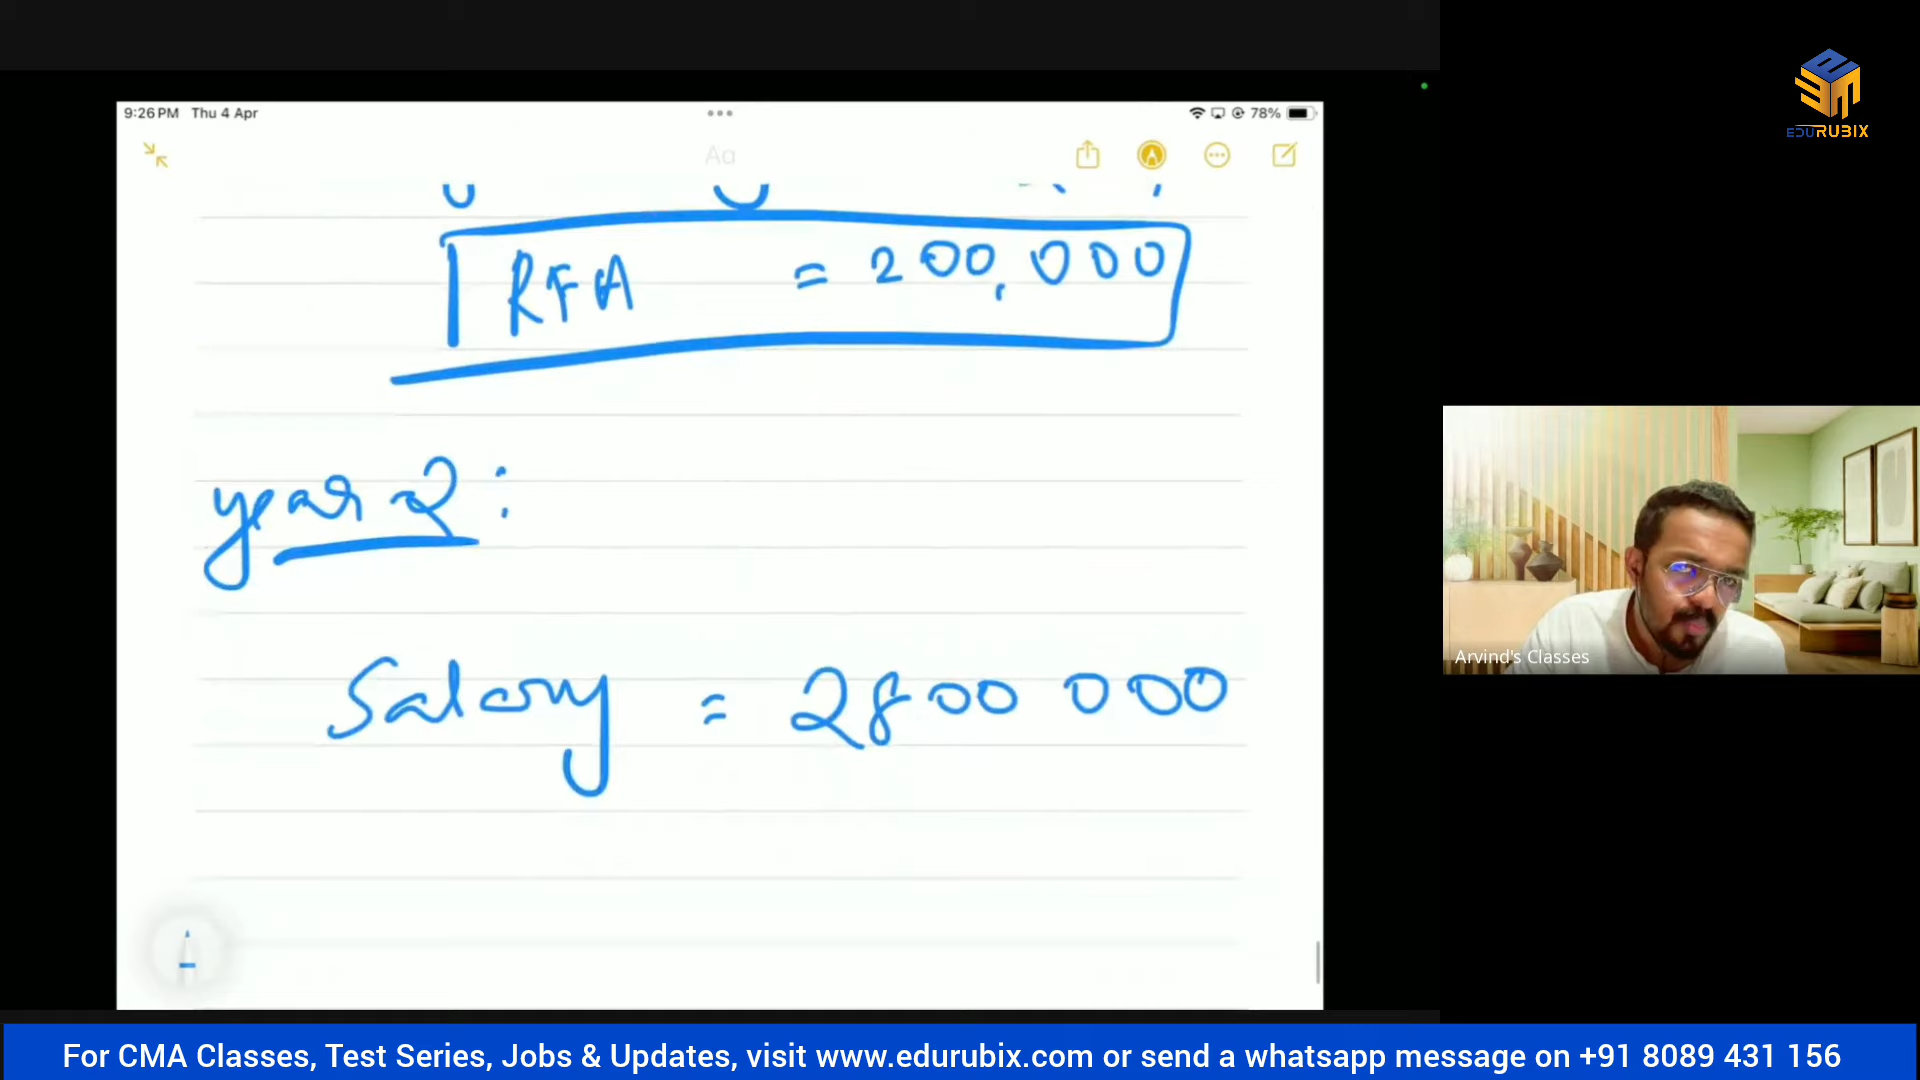 9:26 PM Thu 4 Apr
78%
Aa
RFA = 200,000
year 2:
Salary = 2800 000
EDURUBIX
Arvind's Classes
For CMA Classes, Test Series, Jobs & Updates, visit www.edurubix.com or send a whatsapp message on +91 8089 431 156